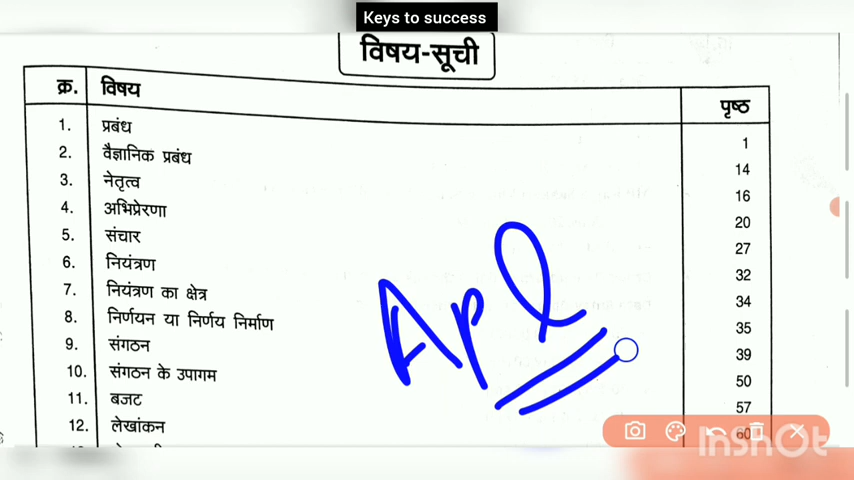 Keys to success
विषय-सूची
क्र. विषय पृष्ठ
1. प्रबंध 1
2. वैज्ञानिक प्रबंध 14
3. नेतृत्व 16
4. अभिप्रेरणा 20
5. संचार 27
6. नियंत्रण 32
7. नियंत्रण का क्षेत्र 34
8. निर्णयन या निर्णय निर्माण 35
9. संगठन 39
10. संगठन के उपागम 50
11. बजट 57
12. लेखांकन 60
Apl
InShOt